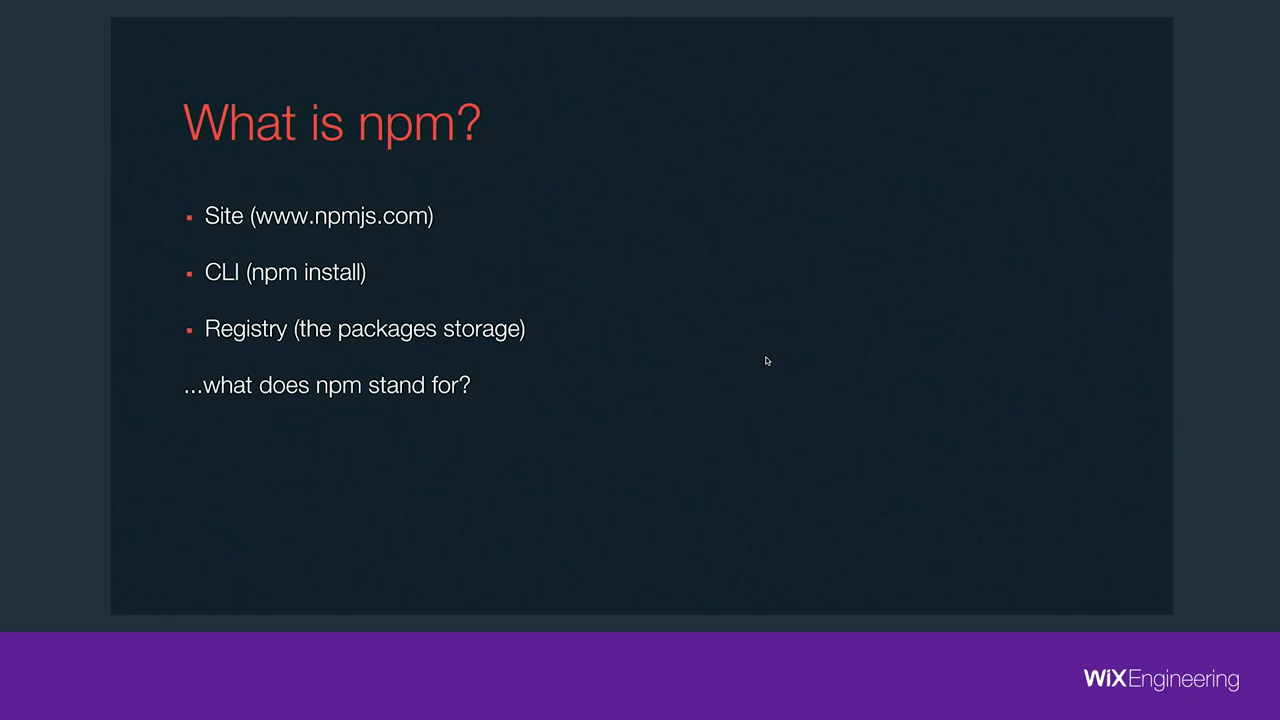 What is npm?
▪ Site (www.npmjs.com)
▪ CLI (npm install)
▪ Registry (the packages storage)
...what does npm stand for?
WiXEngineering